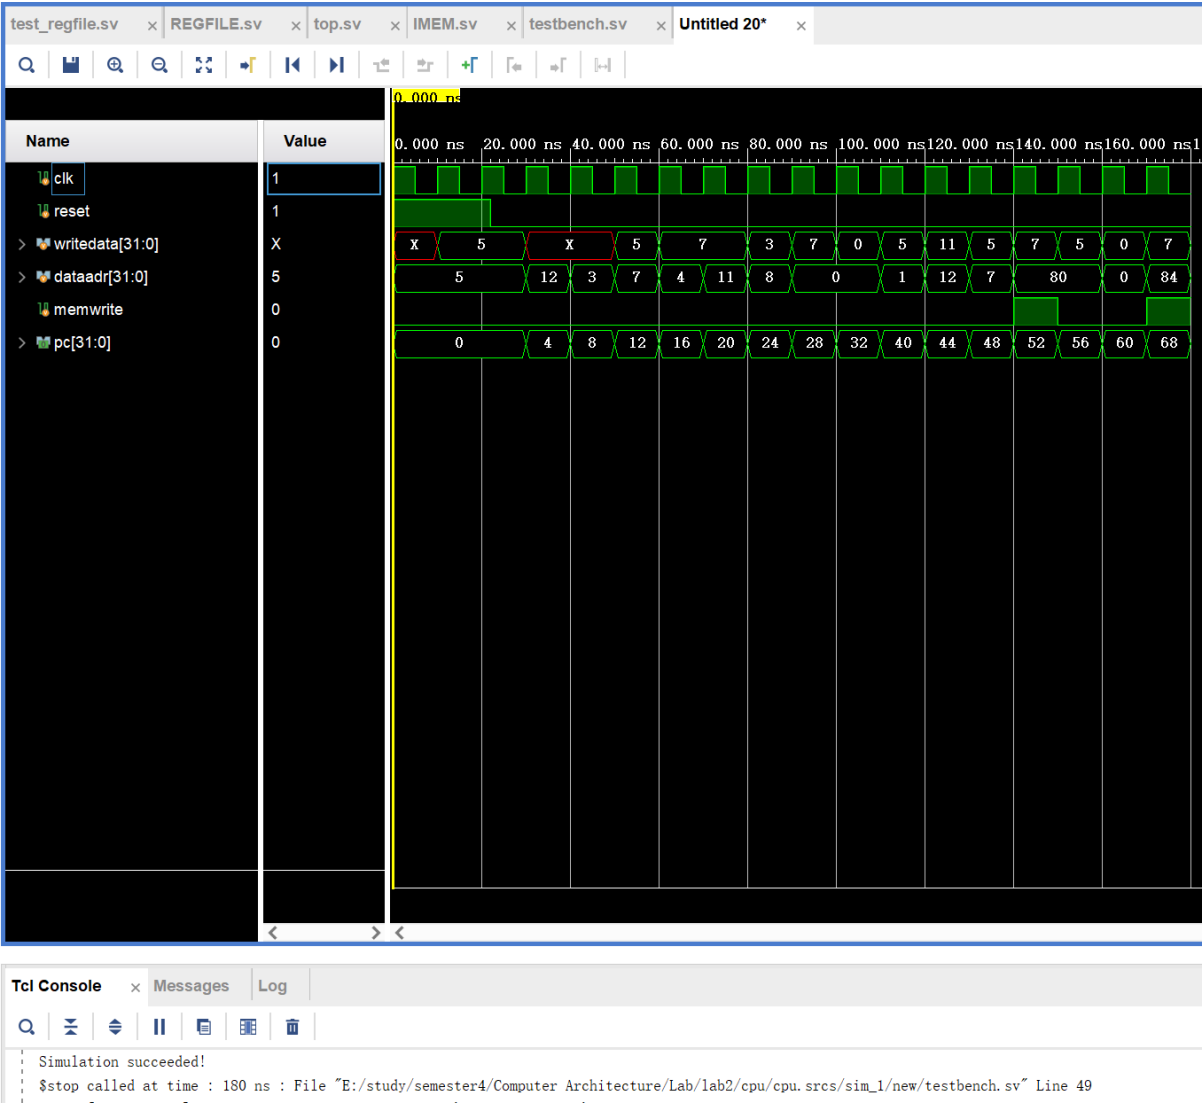 test_regfile.sv × REGFILE.sv × top.sv × IMEM.sv × testbench.sv × Untitled 20* ×
0.000 ns
Name Value
0.000 ns 20.000 ns 40.000 ns 60.000 ns 80.000 ns 100.000 ns 120.000 ns 140.000 ns 160.000 ns 1
clk 1
reset 1
writedata[31:0] X X 5 X 5 7 3 7 0 5 11 5 7 5 0 7
dataadr[31:0] 5 5 12 3 7 4 11 8 0 1 12 7 80 0 84
memwrite 0
pc[31:0] 0 0 4 8 12 16 20 24 28 32 40 44 48 52 56 60 68
Tcl Console × Messages Log
Simulation succeeded!
$stop called at time : 180 ns : File "E:/study/semester4/Computer Architecture/Lab/lab2/cpu/cpu.srcs/sim_1/new/testbench.sv" Line 49